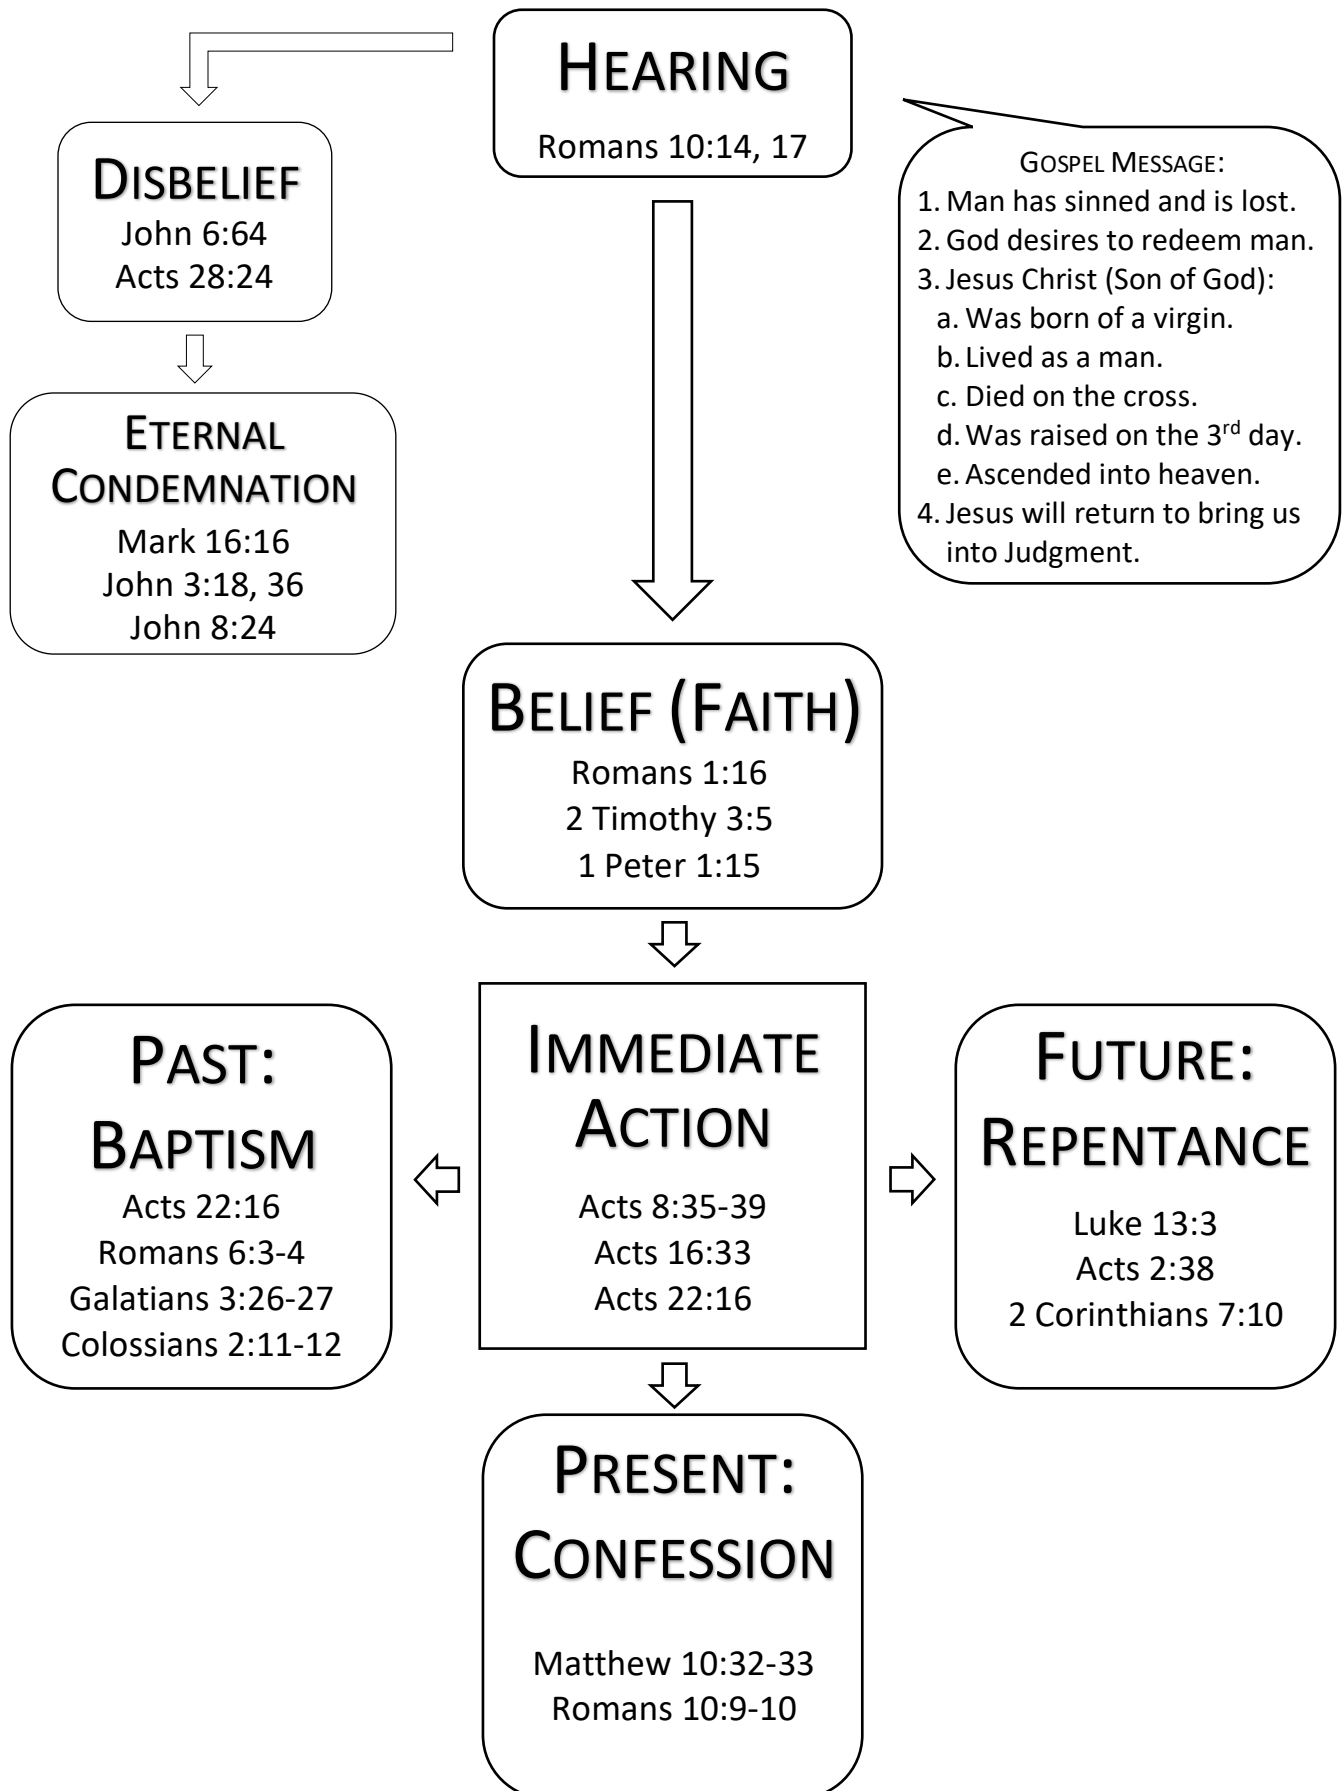 HEARING
Romans 10:14, 17
DISBELIEF
John 6:64
Acts 28:24
ETERNAL
CONDEMNATION
Mark 16:16
John 3:18, 36
John 8:24
GOSPEL MESSAGE:
1. Man has sinned and is lost.
2. God desires to redeem man.
3. Jesus Christ (Son of God):
a. Was born of a virgin.
b. Lived as a man.
c. Died on the cross.
d. Was raised on the 3rd day.
e. Ascended into heaven.
4. Jesus will return to bring us
into Judgment.
BELIEF (FAITH)
Romans 1:16
2 Timothy 3:5
1 Peter 1:15
IMMEDIATE
ACTION
Acts 8:35-39
Acts 16:33
Acts 22:16
PAST:
BAPTISM
Acts 22:16
Romans 6:3-4
Galatians 3:26-27
Colossians 2:11-12
FUTURE:
REPENTANCE
Luke 13:3
Acts 2:38
2 Corinthians 7:10
PRESENT:
CONFESSION
Matthew 10:32-33
Romans 10:9-10